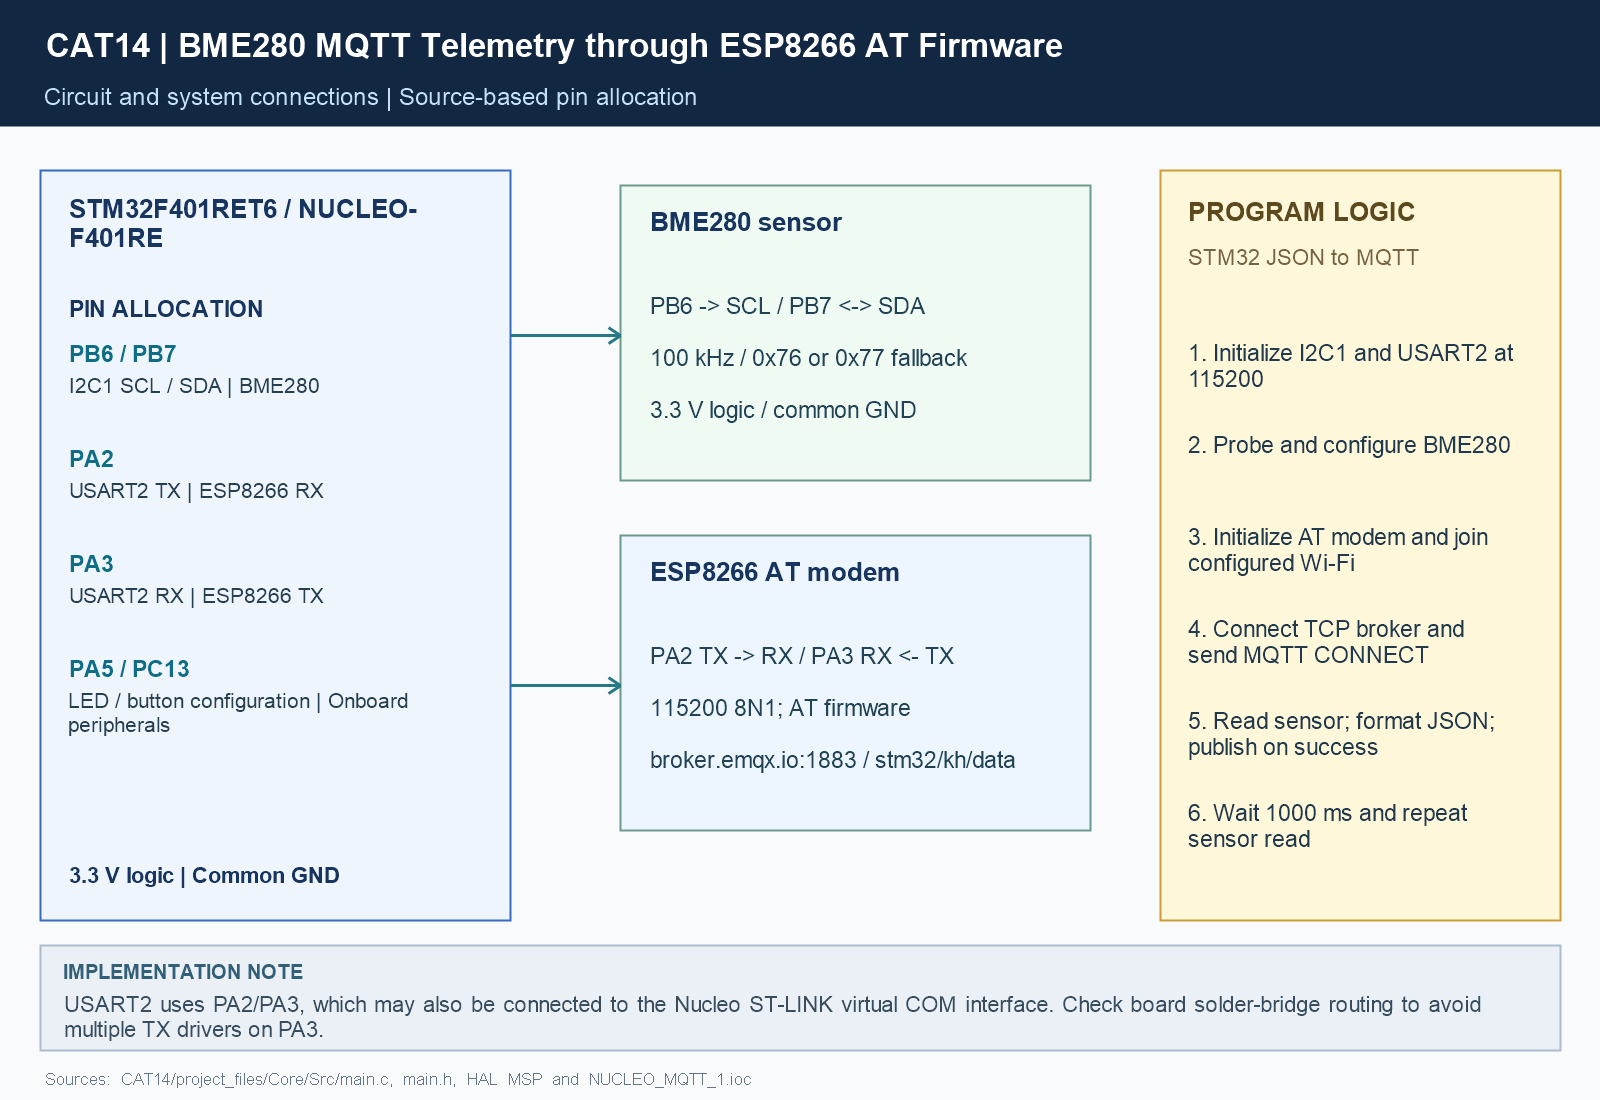 CAT14 | BME280 MQTT Telemetry through ESP8266 AT Firmware
Circuit and system connections | Source-based pin allocation
STM32F401RET6 / NUCLEO-
F401RE
PIN ALLOCATION
PB6 / PB7
I2C1 SCL / SDA | BME280
PA2
USART2 TX | ESP8266 RX
PA3
USART2 RX | ESP8266 TX
PA5 / PC13
LED / button configuration | Onboard
peripherals
3.3 V logic | Common GND
BME280 sensor
PB6 -> SCL / PB7 <-> SDA
100 kHz / 0x76 or 0x77 fallback
3.3 V logic / common GND
ESP8266 AT modem
PA2 TX -> RX / PA3 RX <- TX
115200 8N1; AT firmware
broker.emqx.io:1883 / stm32/kh/data
PROGRAM LOGIC
STM32 JSON to MQTT
1. Initialize I2C1 and USART2 at
115200
2. Probe and configure BME280
3. Initialize AT modem and join
configured Wi-Fi
4. Connect TCP broker and
send MQTT CONNECT
5. Read sensor; format JSON;
publish on success
6. Wait 1000 ms and repeat
sensor read
IMPLEMENTATION NOTE
USART2 uses PA2/PA3, which may also be connected to the Nucleo ST-LINK virtual COM interface. Check board solder-bridge routing to avoid
multiple TX drivers on PA3.
Sources: CAT14/project_files/Core/Src/main.c, main.h, HAL MSP and NUCLEO_MQTT_1.ioc